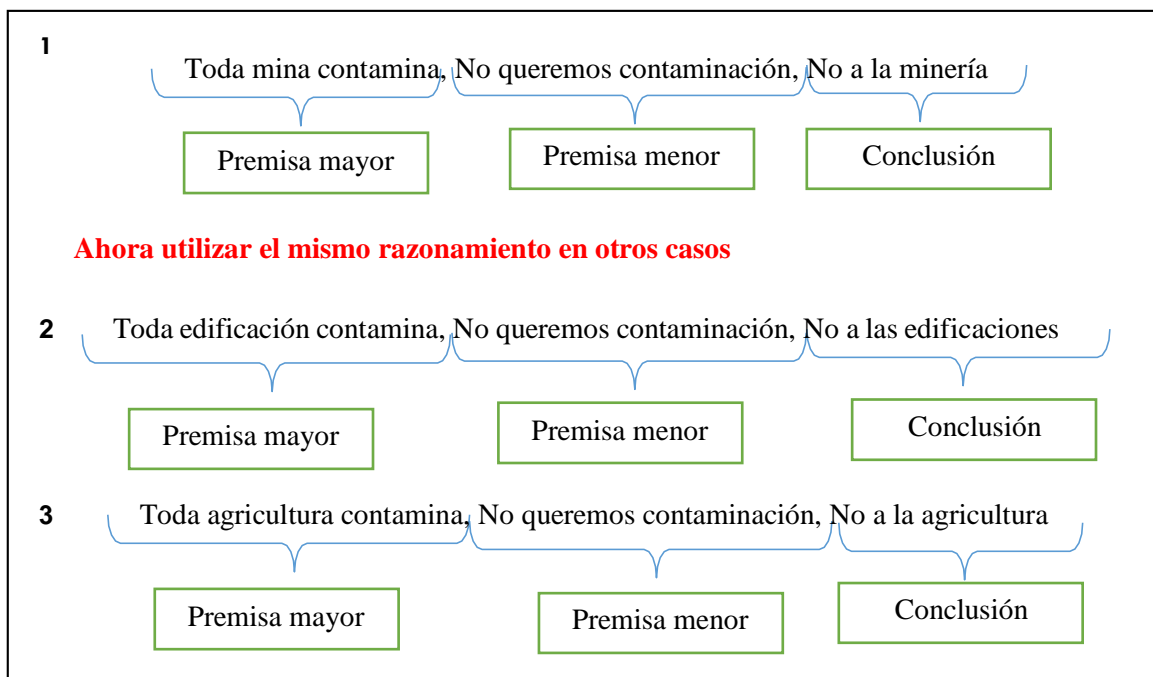 1
Toda mina contamina, No queremos contaminación, No a la minería
Premisa mayor
Premisa menor
Conclusión
Ahora utilizar el mismo razonamiento en otros casos
2
Toda edificación contamina, No queremos contaminación, No a las edificaciones
Premisa mayor
Premisa menor
Conclusión
3
Toda agricultura contamina, No queremos contaminación, No a la agricultura
Premisa mayor
Premisa menor
Conclusión